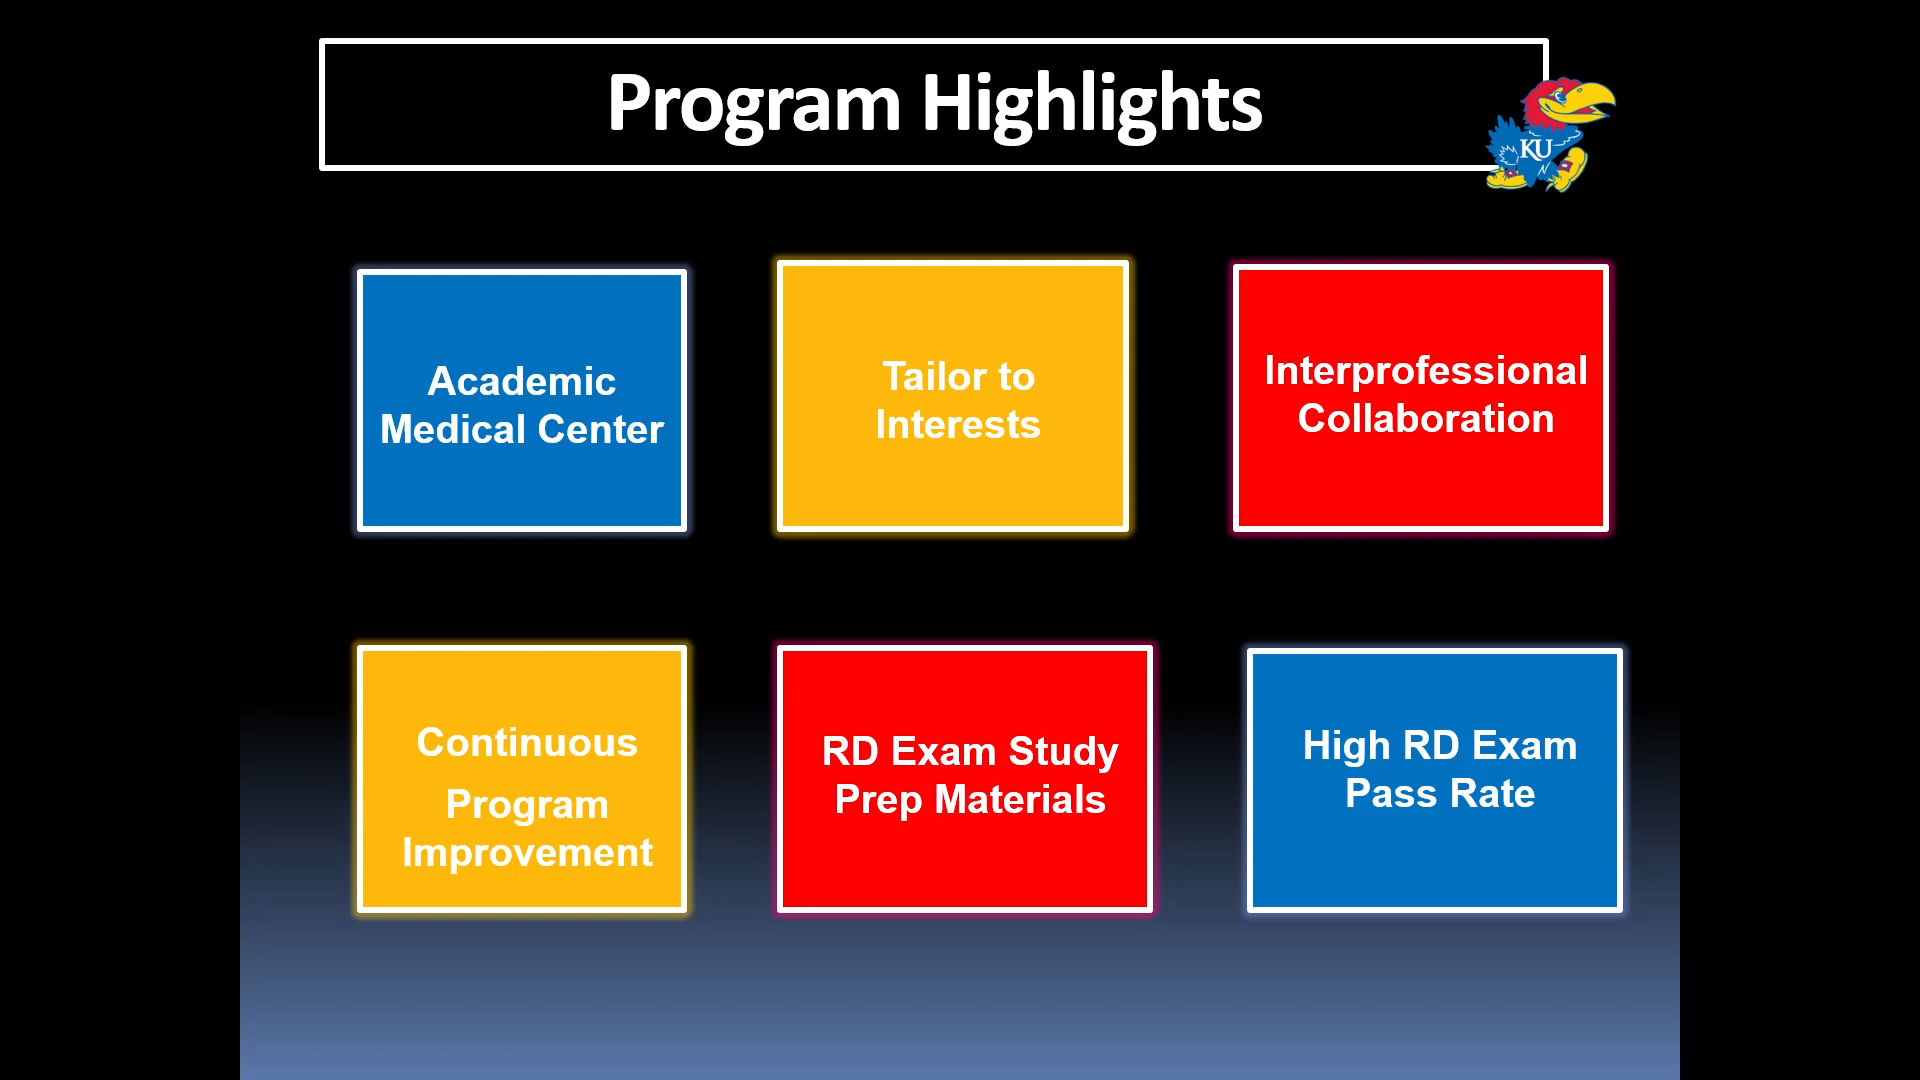 Program Highlights
KU
Academic
Medical Center
Tailor to
Interests
Interprofessional
Collaboration
Continuous
Program
Improvement
RD Exam Study
Prep Materials
High RD Exam
Pass Rate